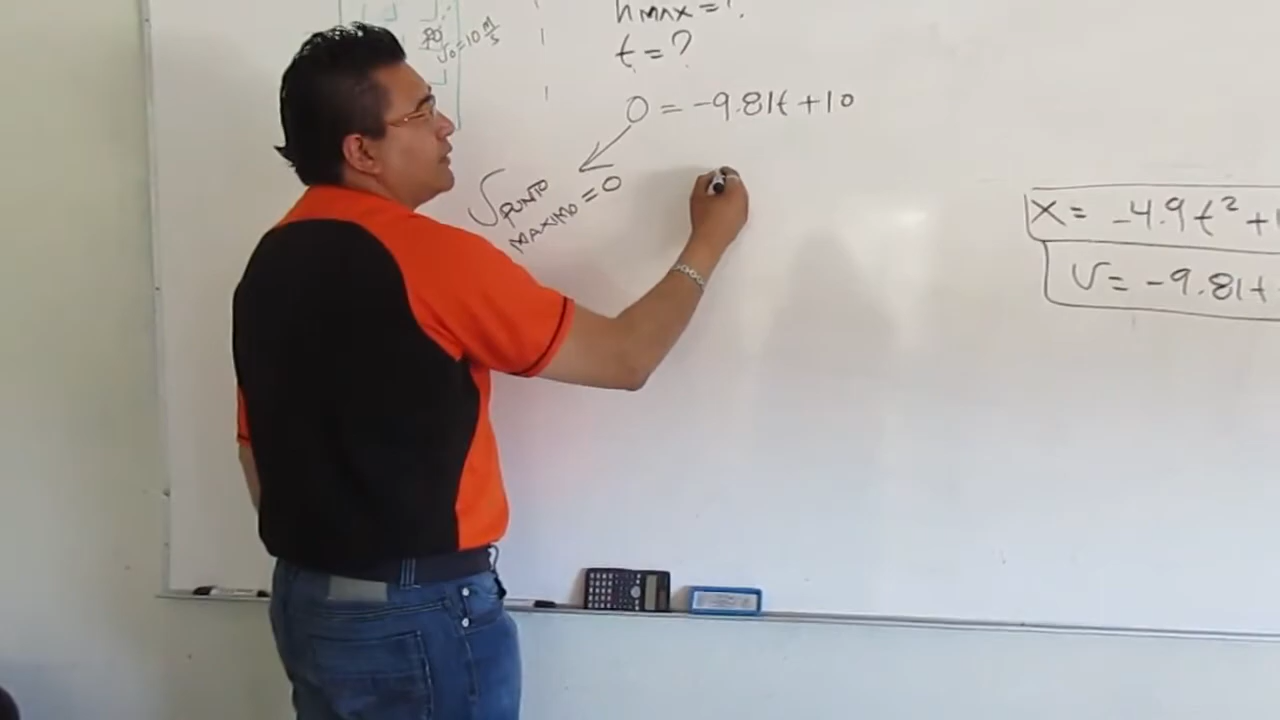 v₀=10 m/s
hmax=?
t=?
0 = -9.81t+10
V PUNTO
MAXIMO = 0
X = -4.9t²+
V = -9.81t